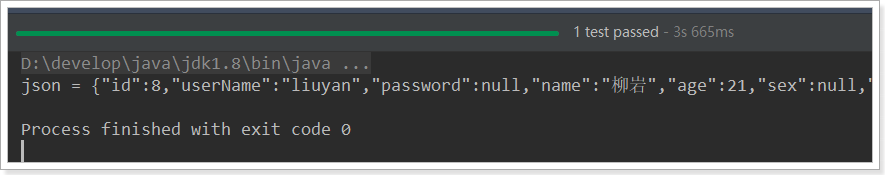 1 test passed - 3s 665ms
D:\develop\java\jdk1.8\bin\java ...
json = {"id":8,"userName":"liuyan","password":null,"name":"柳岩","age":21,"sex":null,"
Process finished with exit code 0